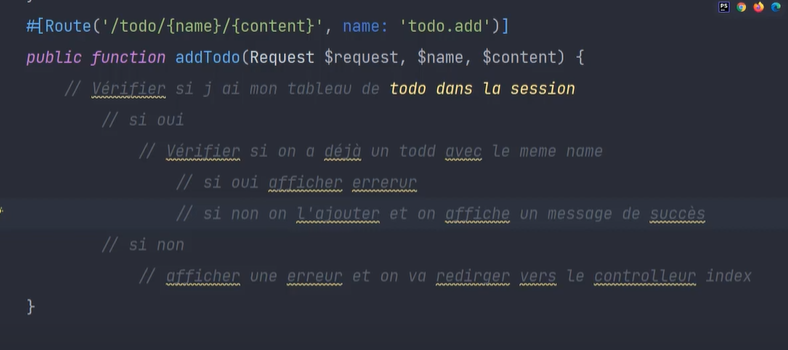 #[Route('/todo/{name}/{content}', name: 'todo.add')]
public function addTodo(Request $request, $name, $content) {
// Vérifier si j ai mon tableau de todo dans la session
// si oui
// Vérifier si on a déjà un todd avec le meme name
// si oui afficher errerur
// si non on l'ajouter et on affiche un message de succès
// si non
// afficher une erreur et on va redirger vers le controlleur index
}